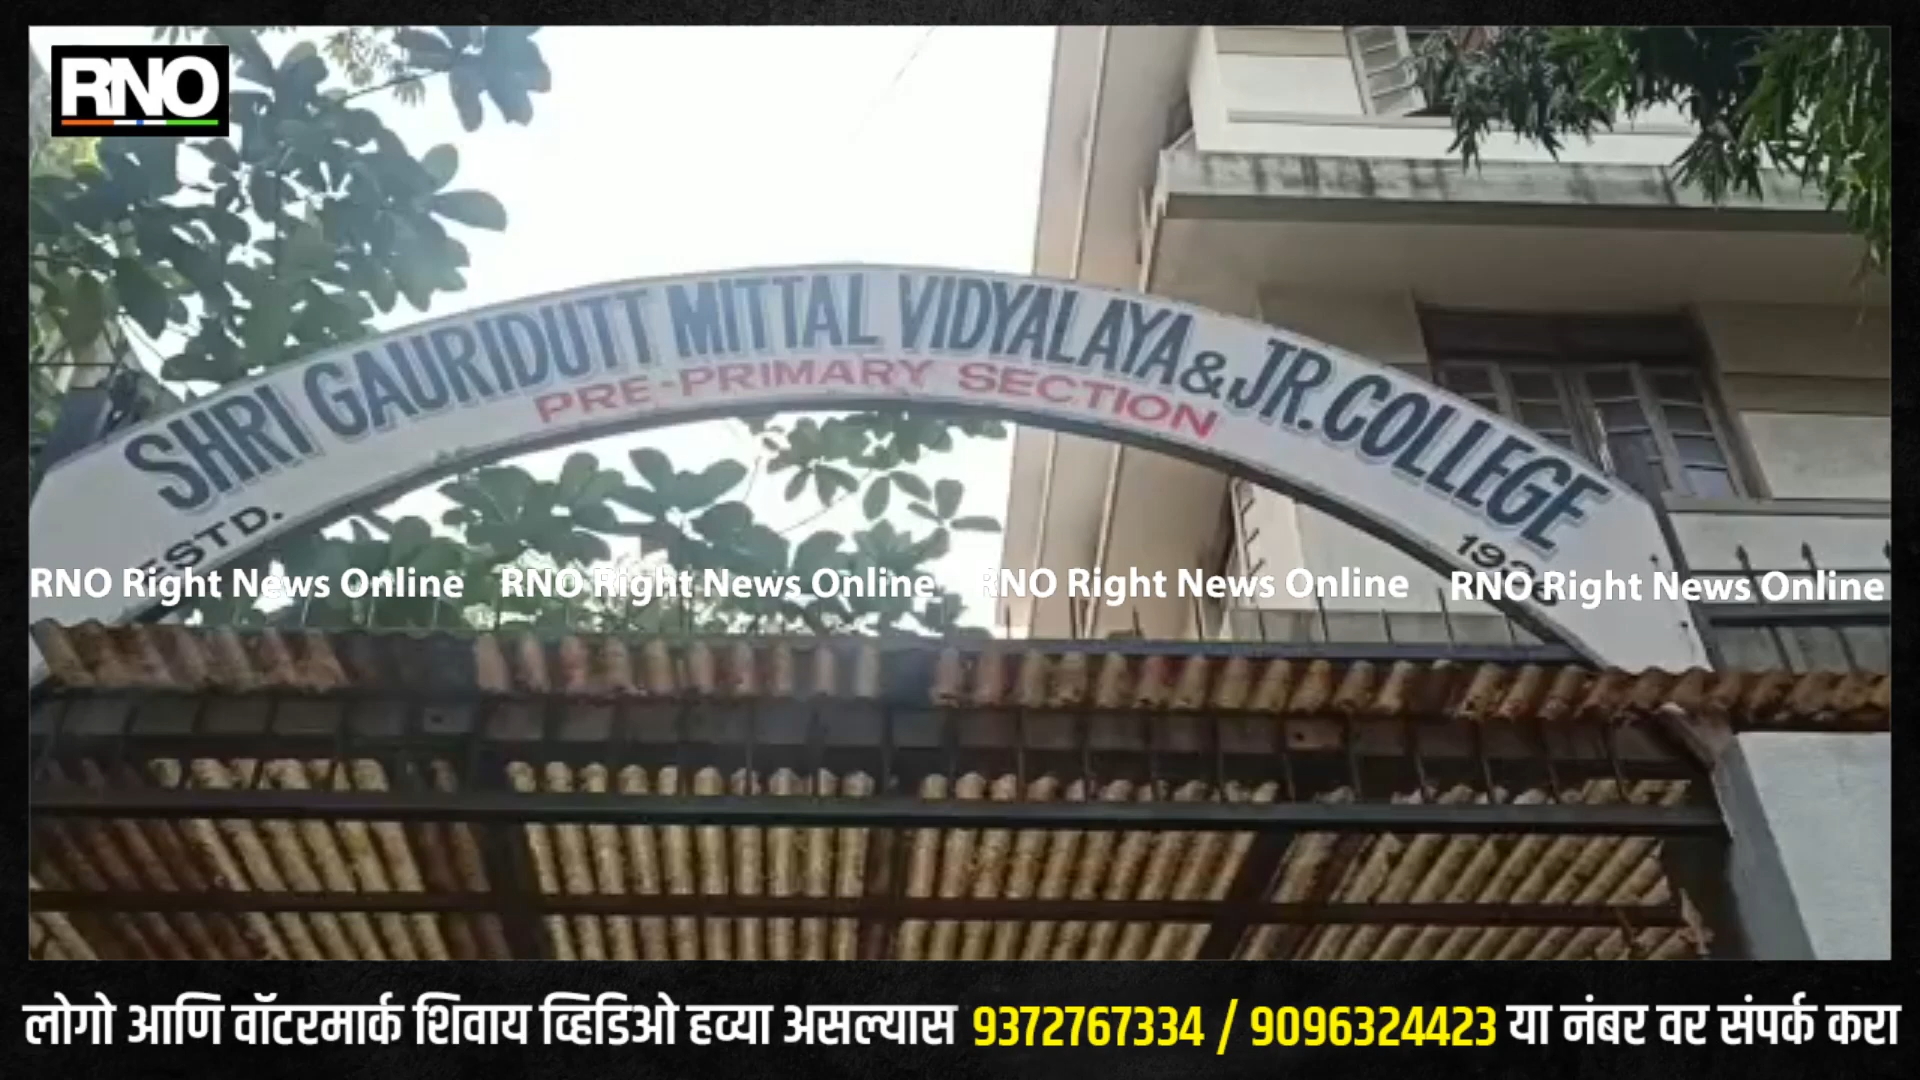 RNO
SHRI GAURIDUTT MITTAL VIDYALAYA & JR. COLLEGE
PRE-PRIMARY SECTION
RNO Right News Online RNO Right News Online RNO Right News Online RNO Right News Online
लोगो आणि वॉटरमार्क शिवाय व्हिडिओ हव्या असल्यास 9372767334 / 9096324423 या नंबर वर संपर्क करा